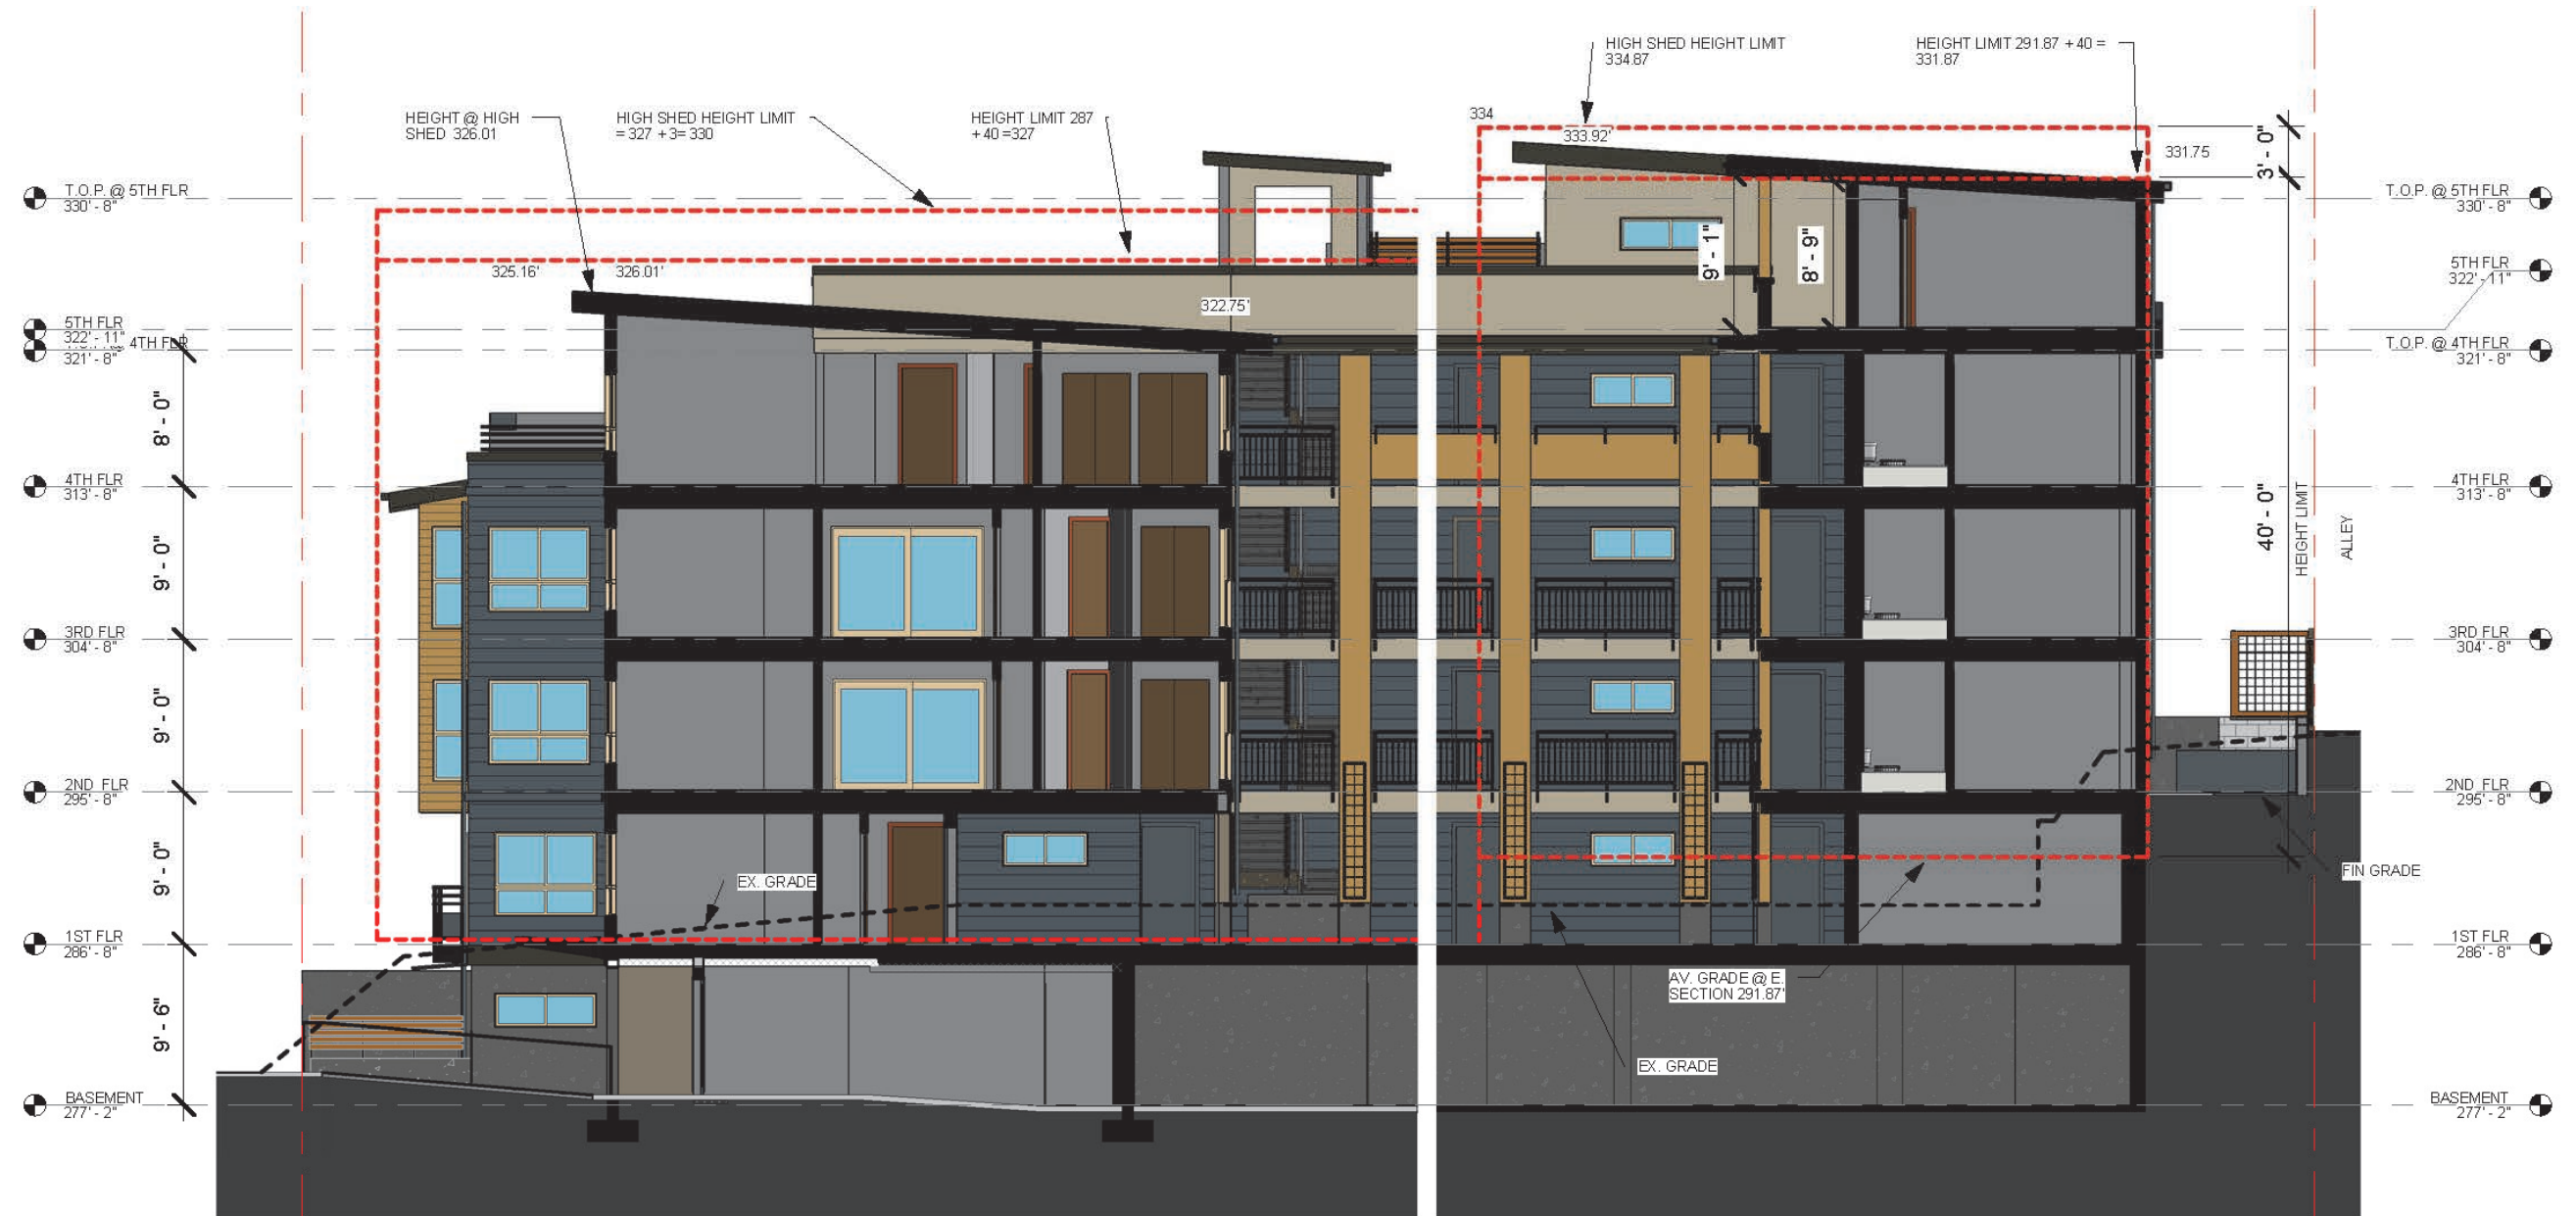 HIGH SHED HEIGHT LIMIT
334.87
HEIGHT LIMIT 291.87 + 40 =
331.87
HEIGHT @ HIGH
SHED 326.01
HIGH SHED HEIGHT LIMIT
= 327 + 3= 330
HEIGHT LIMIT 287
+ 40 =327
334
333.92'
331.75
3' - 0"
T.O.P. @ 5TH FLR
330' - 8"
T.O.P. @ 5TH FLR
330' - 8"
325.16'
326.01'
322.75'
9' - 1"
8' - 9"
5TH FLR
322' - 11"
5TH FLR
322' - 11"
4TH FLR
321' - 8"
T.O.P. @ 4TH FLR
321' - 8"
8' - 0"
4TH FLR
313' - 8"
4TH FLR
313' - 8"
40' - 0"
HEIGHT LIMIT
ALLEY
9' - 0"
3RD FLR
304' - 8"
3RD FLR
304' - 8"
9' - 0"
2ND FLR
295' - 8"
2ND FLR
295' - 8"
9' - 0"
EX. GRADE
FIN GRADE
1ST FLR
286' - 8"
1ST FLR
286' - 8"
AV. GRADE @ E.
SECTION 291.87'
9' - 6"
EX. GRADE
BASEMENT
277' - 2"
BASEMENT
277' - 2"